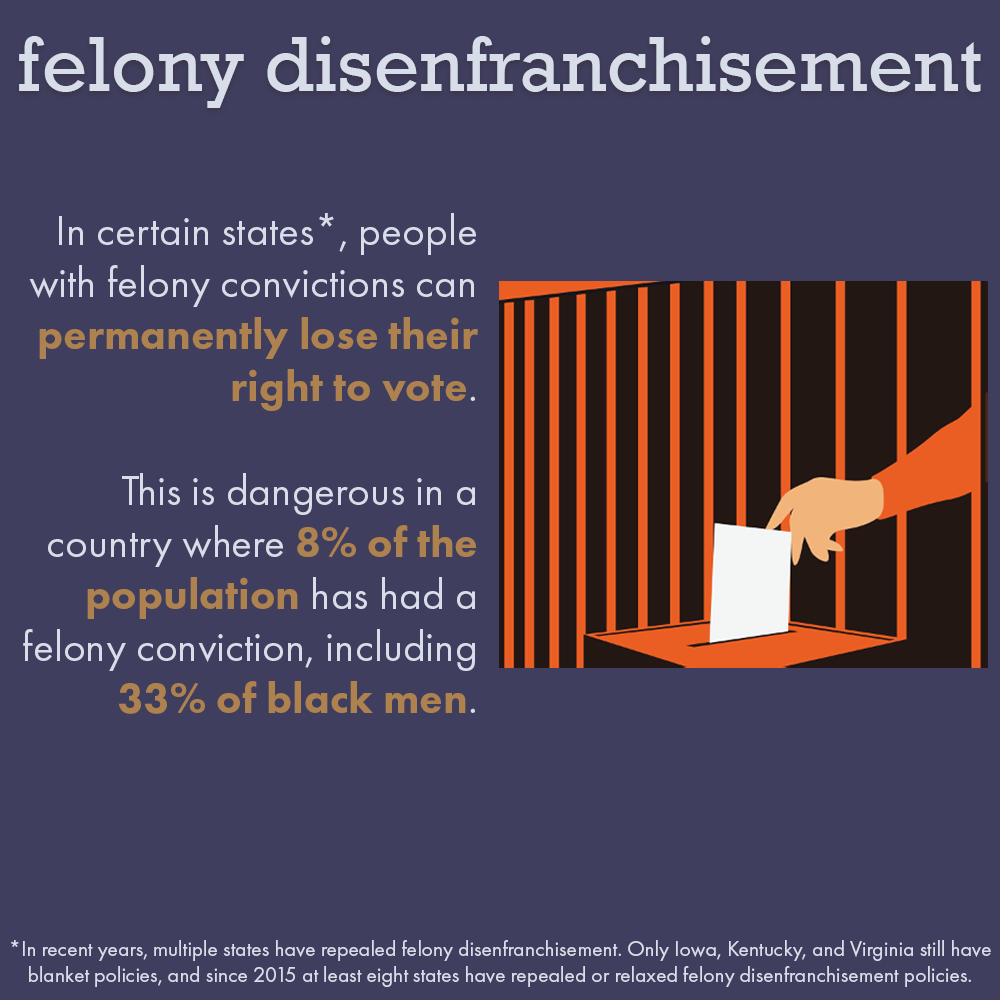 felony disenfranchisement
In certain states*, people
with felony convictions can
permanently lose their
right to vote.
This is dangerous in a
country where 8% of the
population has had a
felony conviction, including
33% of black men.
*In recent years, multiple states have repealed felony disenfranchisement. Only Iowa, Kentucky, and Virginia still have
blanket policies, and since 2015 at least eight states have repealed or relaxed felony disenfranchisement policies.